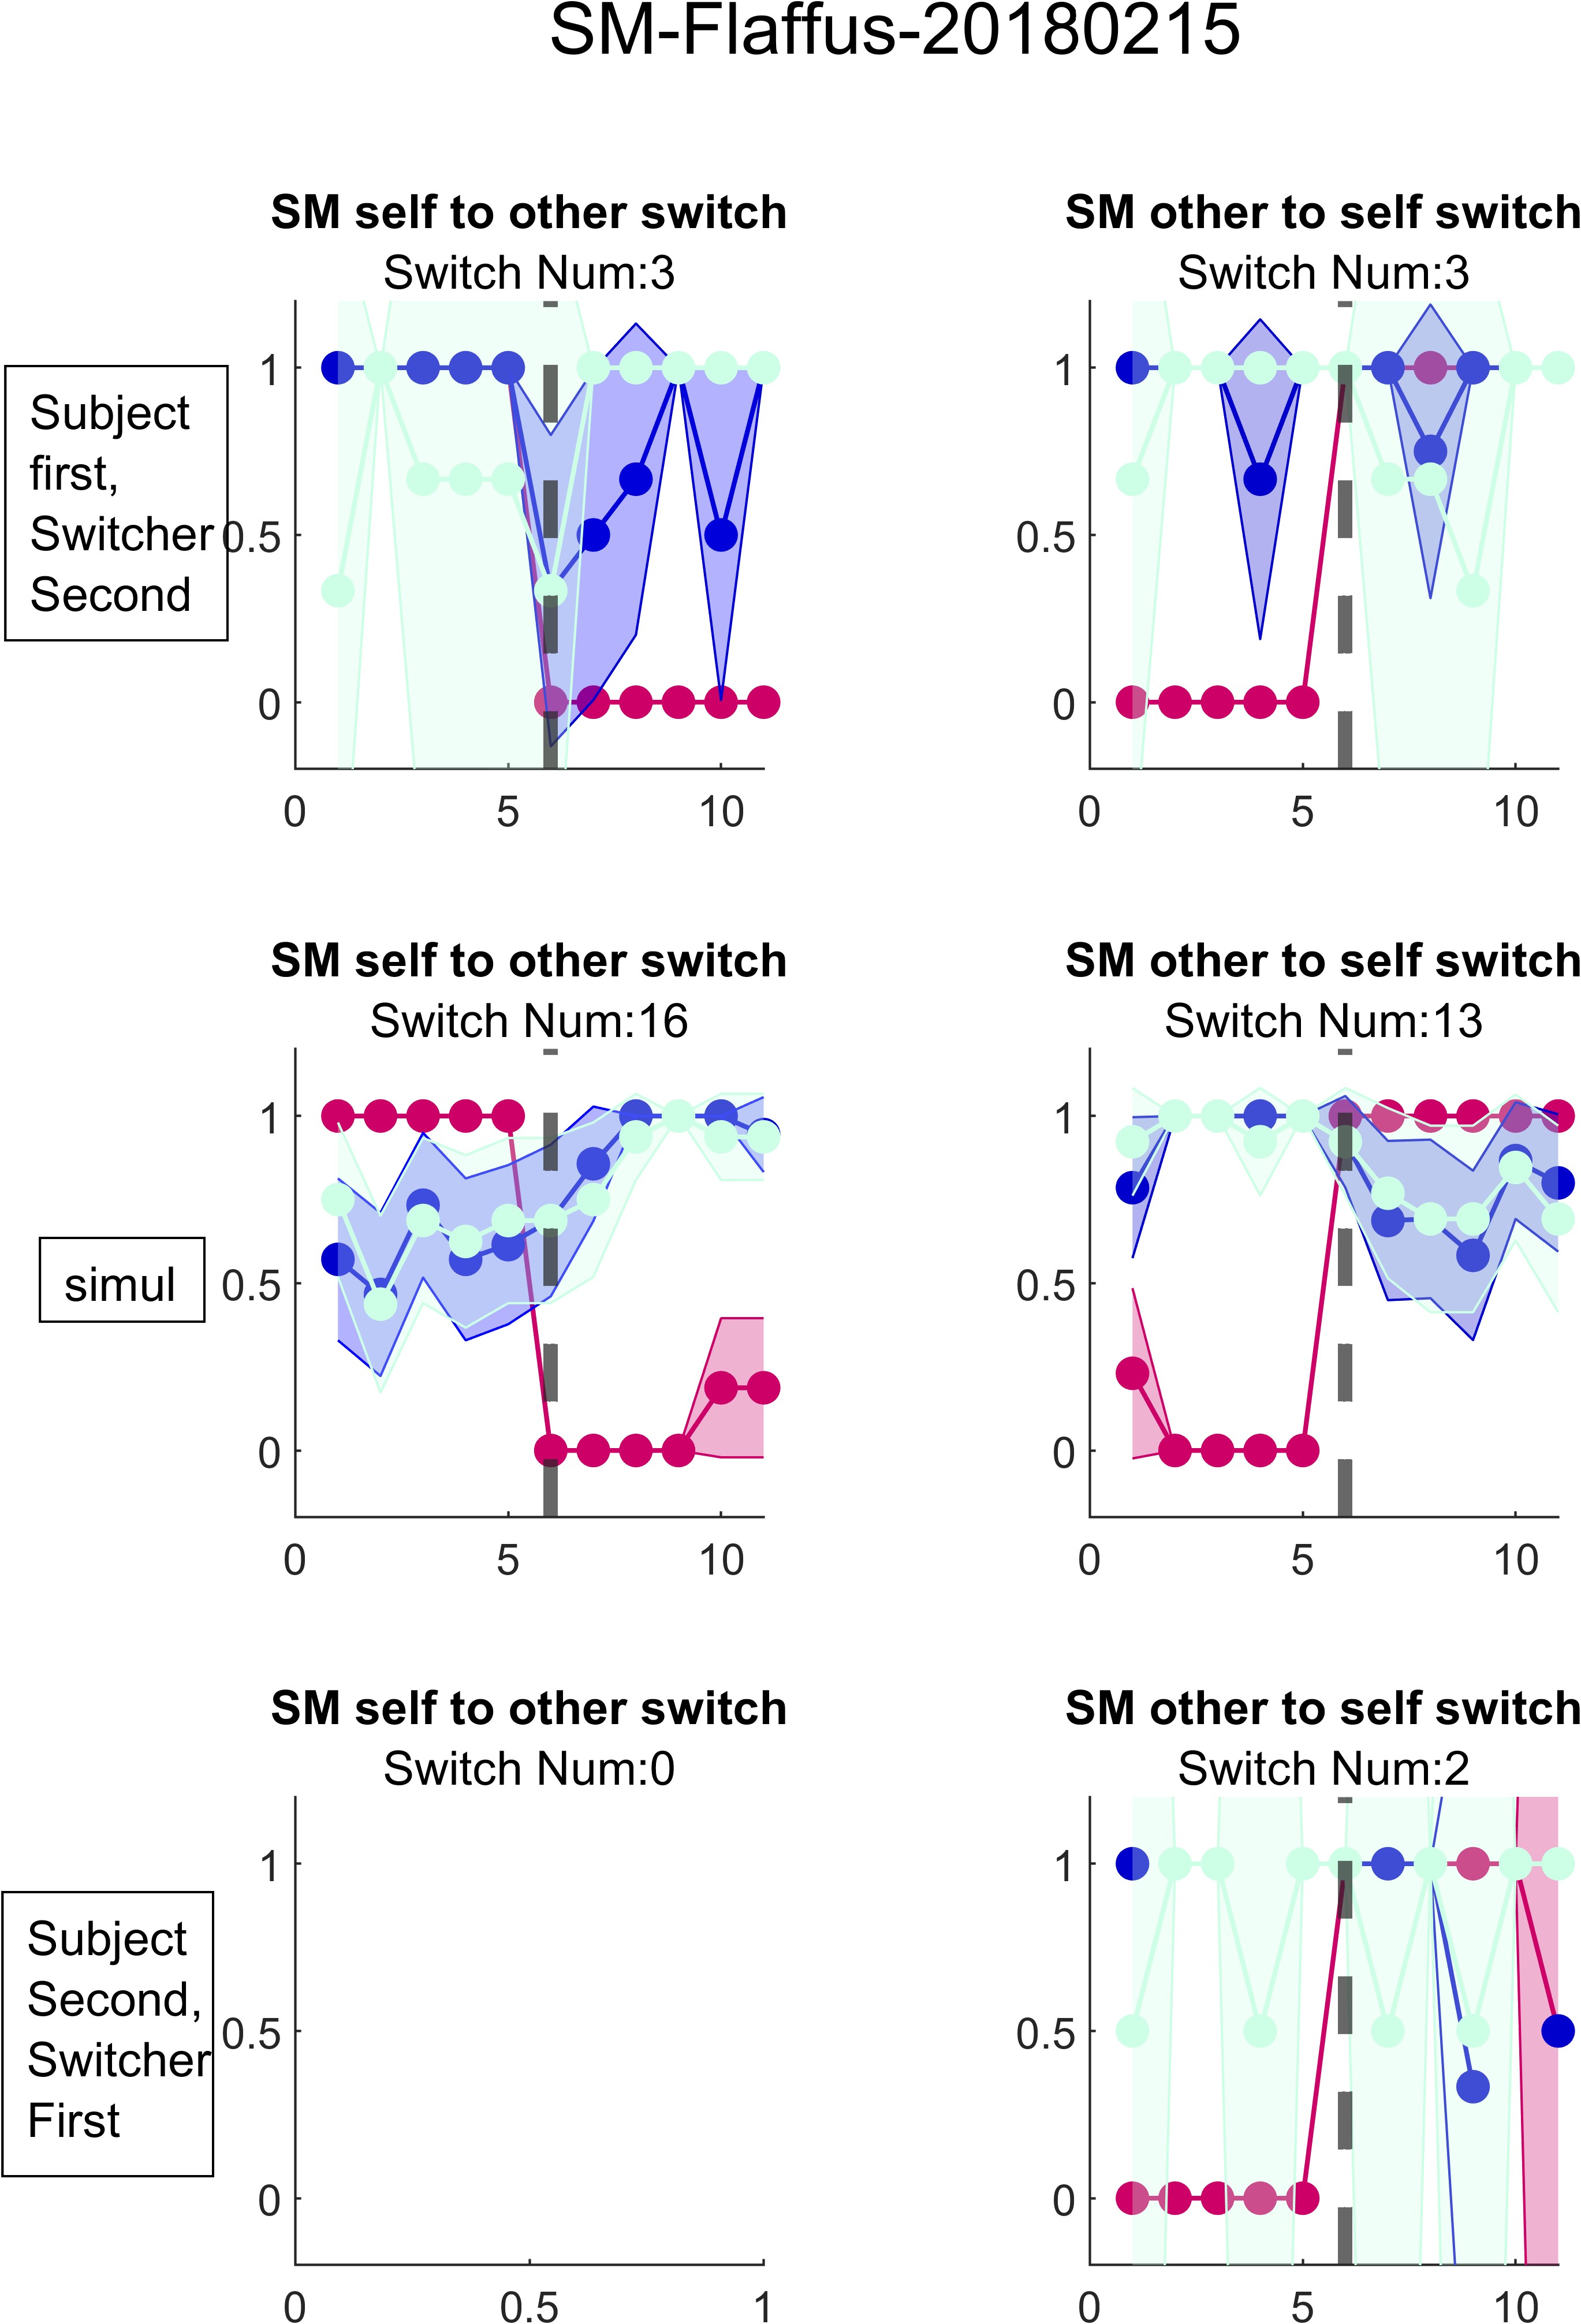 SM-Flaffus-20180215
SM self to other switch
Switch Num:3
SM other to self switch
Switch Num:3
Subject
first,
Switcher
Second
1
0.5
0
0
5
10
1
0.5
0
0
5
10
SM self to other switch
Switch Num:16
SM other to self switch
Switch Num:13
simul
1
0.5
0
0
5
10
1
0.5
0
0
5
10
SM self to other switch
Switch Num:0
SM other to self switch
Switch Num:2
Subject
Second,
Switcher
First
1
0.5
0
0
0.5
1
1
0.5
0
0
5
10